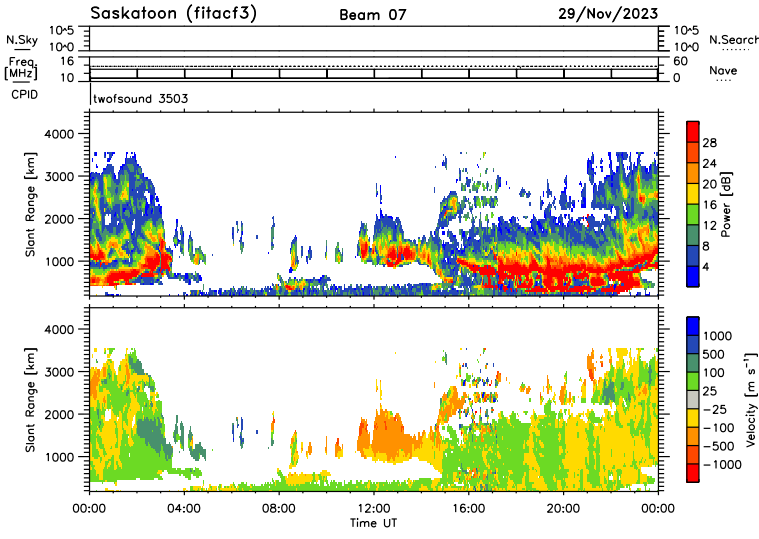 Saskatoon (fitacf3) Beam 07 29/Nov/2023
N.Sky 10^5 10^0 10^5 10^0 N.Search
Freq. [MHz] 16 10 60 0 Nave
CPID twofsound 3503
Slant Range [km] 4000 3000 2000 1000
Power [dB] 28 24 20 16 12 8 4
Slant Range [km] 4000 3000 2000 1000
Velocity [m s⁻¹] 1000 500 100 25 −25 −100 −500 −1000
00:00 04:00 08:00 12:00 16:00 20:00 00:00
Time UT